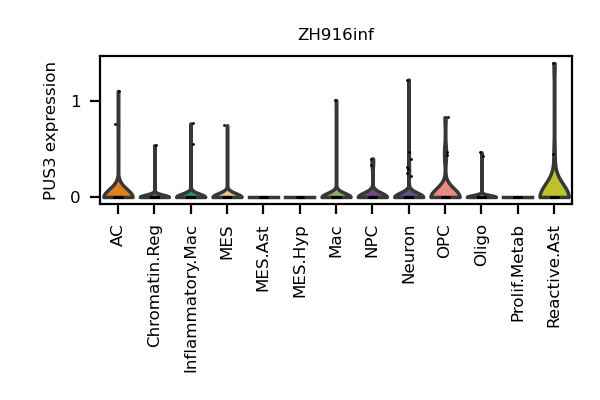 ZH916inf
PUS3 expression
1
0
AC
Chromatin.Reg
Inflammatory.Mac
MES
MES.Ast
MES.Hyp
Mac
NPC
Neuron
OPC
Oligo
Prolif.Metab
Reactive.Ast